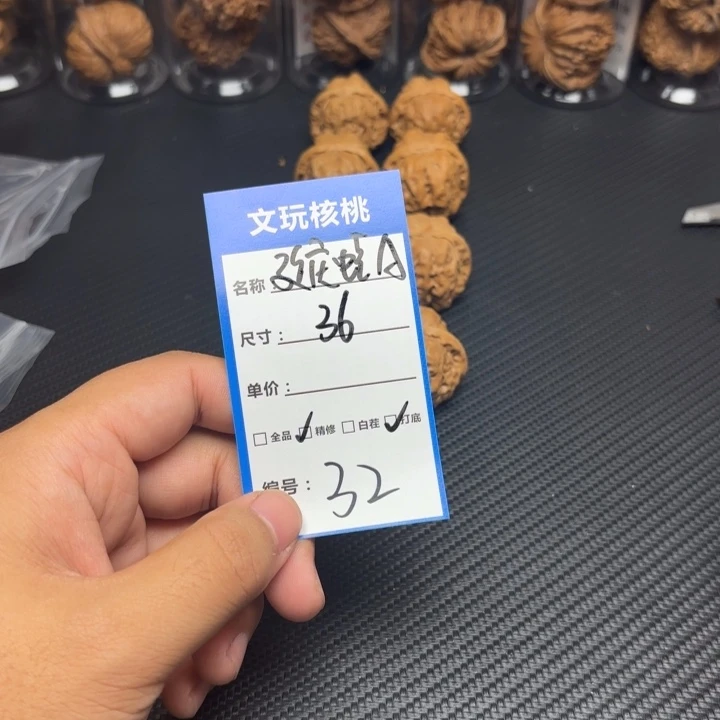 文玩核桃
名称
尺寸： 36
单价：
全品 ✓ 精修 白茬 ✓ 打底
编号： 32